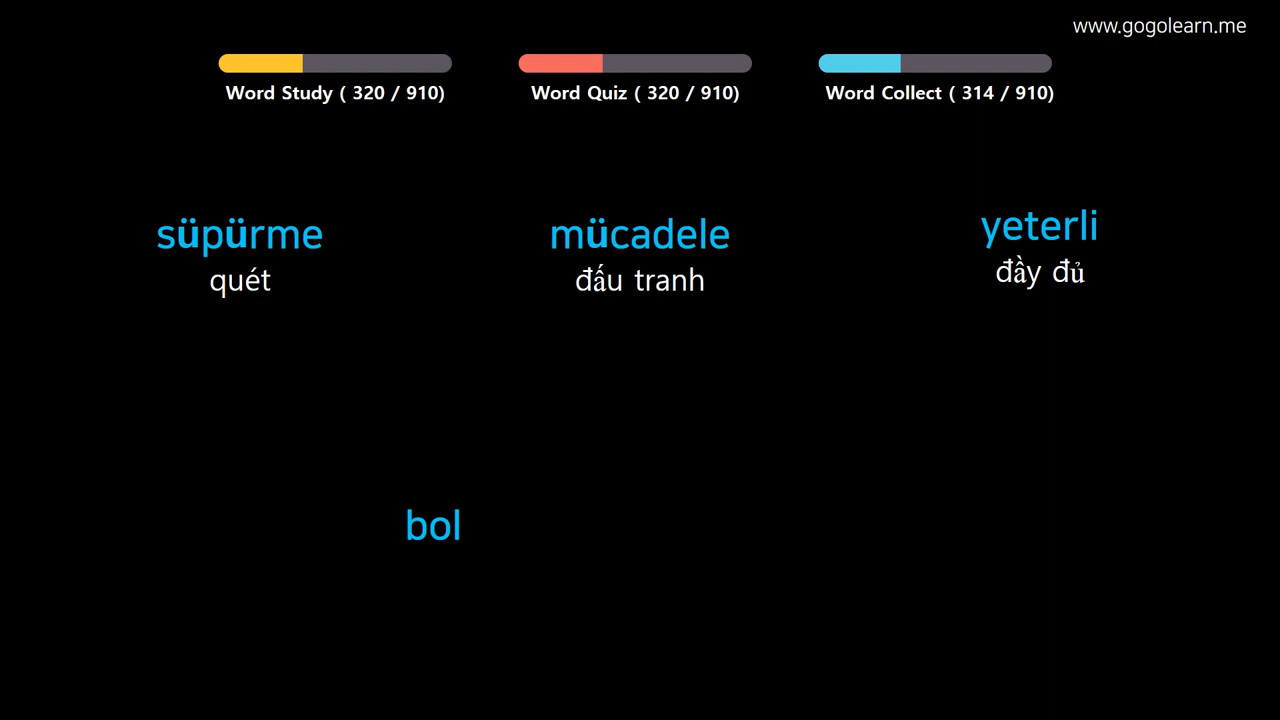 www.gogolearn.me
Word Study ( 320 / 910)
Word Quiz ( 320 / 910)
Word Collect ( 314 / 910)
süpürme
quét
mücadele
đấu tranh
yeterli
đầy đủ
bol